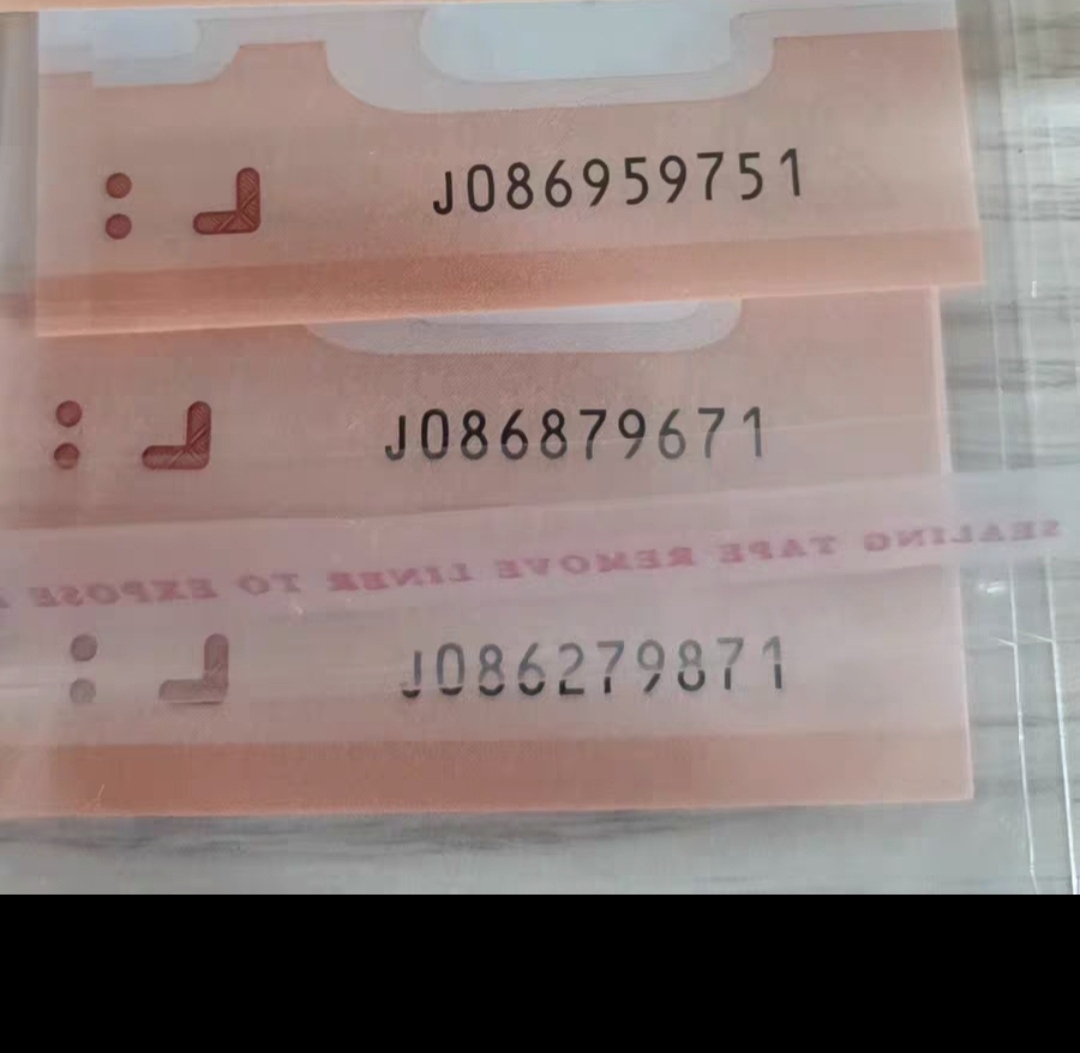 J086959751
J086879671
SEALING TAPE REMOVE LINER TO EXPOSE
J086279871